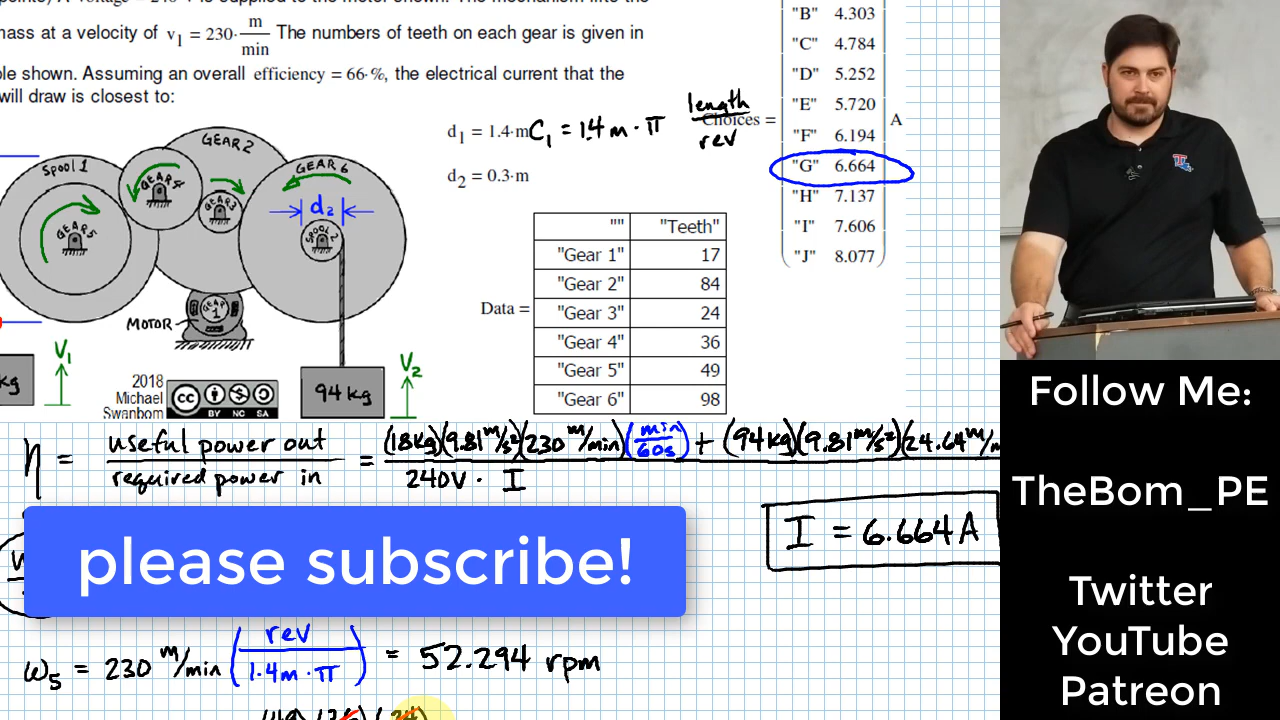 mass at a velocity of v1 = 230· m/min The numbers of teeth on each gear is given in
ble shown. Assuming an overall efficiency = 66·%, the electrical current that the
will draw is closest to:
d1 = 1.4·m C1 = 1.4 m · π length/rev
d2 = 0.3·m
Choices =
"B" 4.303
"C" 4.784
"D" 5.252
"E" 5.720
"F" 6.194
"G" 6.664
"H" 7.137
"I" 7.606
"J" 8.077
A
SPOOL 1
GEAR 2
GEAR 4
GEAR 3
GEAR 6
GEAR 5
d2
SPOOL 2
GEAR 1
MOTOR
V1
kg
94 kg
V2
2018
Michael
Swanbom
cc
BY NC SA
Data =
"" "Teeth"
"Gear 1" 17
"Gear 2" 84
"Gear 3" 24
"Gear 4" 36
"Gear 5" 49
"Gear 6" 98
η = useful power out / required power in = (18kg)(9.81 m/s²)(230 m/min)(min/60s) + (94kg)(9.81 m/s²)(24.64 m/m / 240V · I
I = 6.664A
please subscribe!
ω5 = 230 m/min (rev / 1.4m·π) = 52.294 rpm
Follow Me:
TheBom_PE
Twitter
YouTube
Patreon